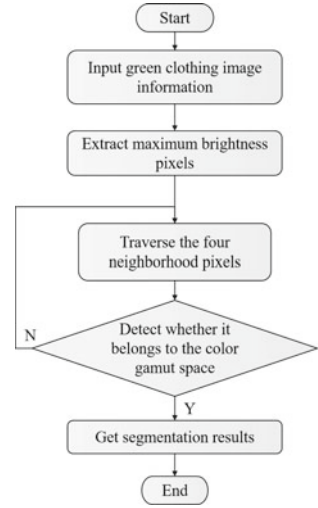 Start
Input green clothing image
information
Extract maximum brightness
pixels
Traverse the four
neighborhood pixels
Detect whether it
belongs to the color
gamut space
N
Y
Get segmentation results
End